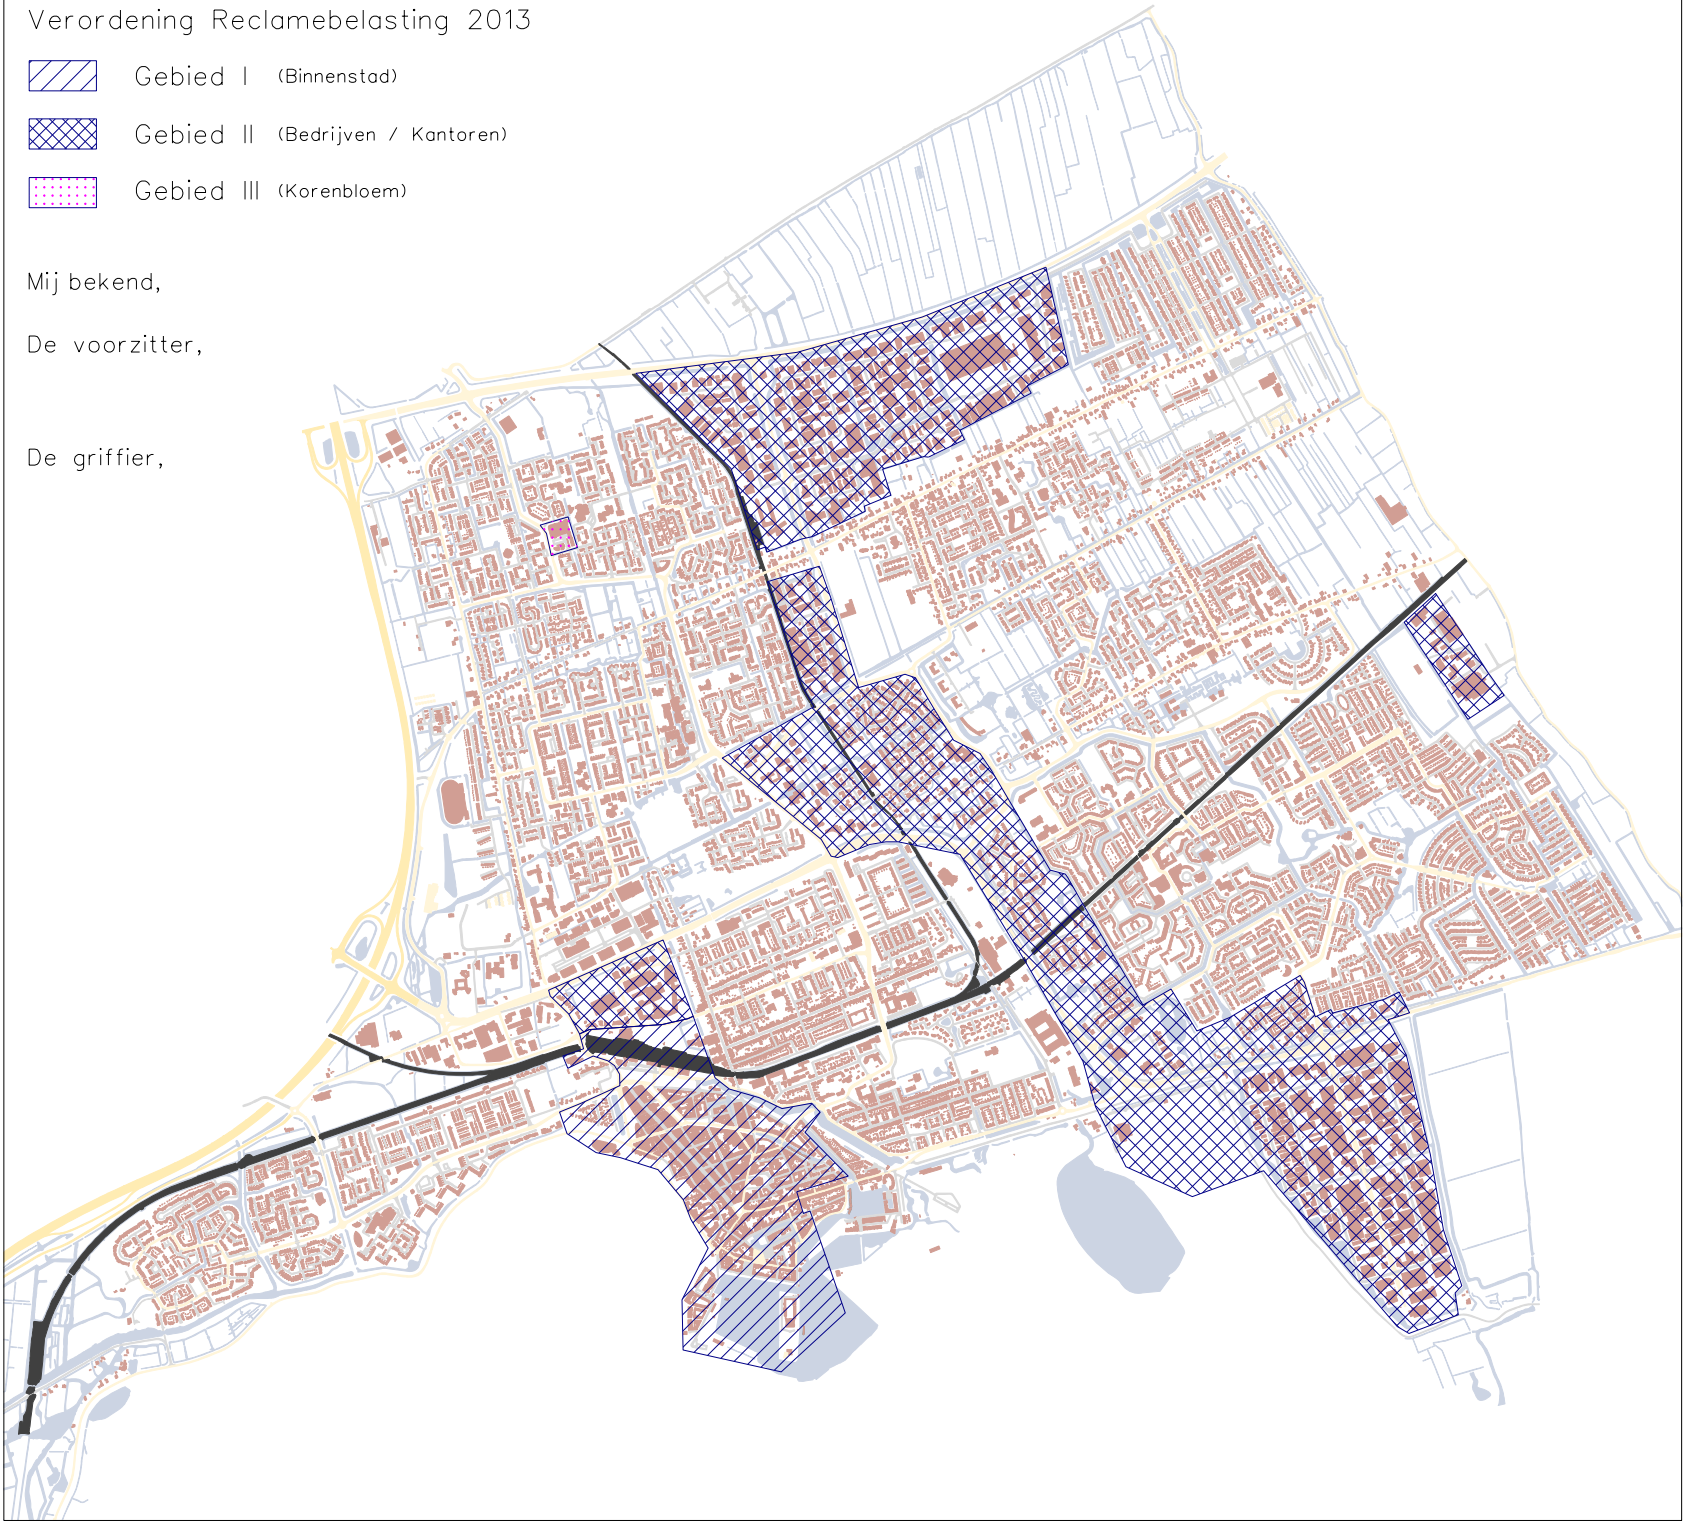 Verordening Reclamebelasting 2013
Gebied I (Binnenstad)
Gebied II (Bedrijven / Kantoren)
Gebied III (Korenbloem)
Mij bekend,
De voorzitter,
De griffier,